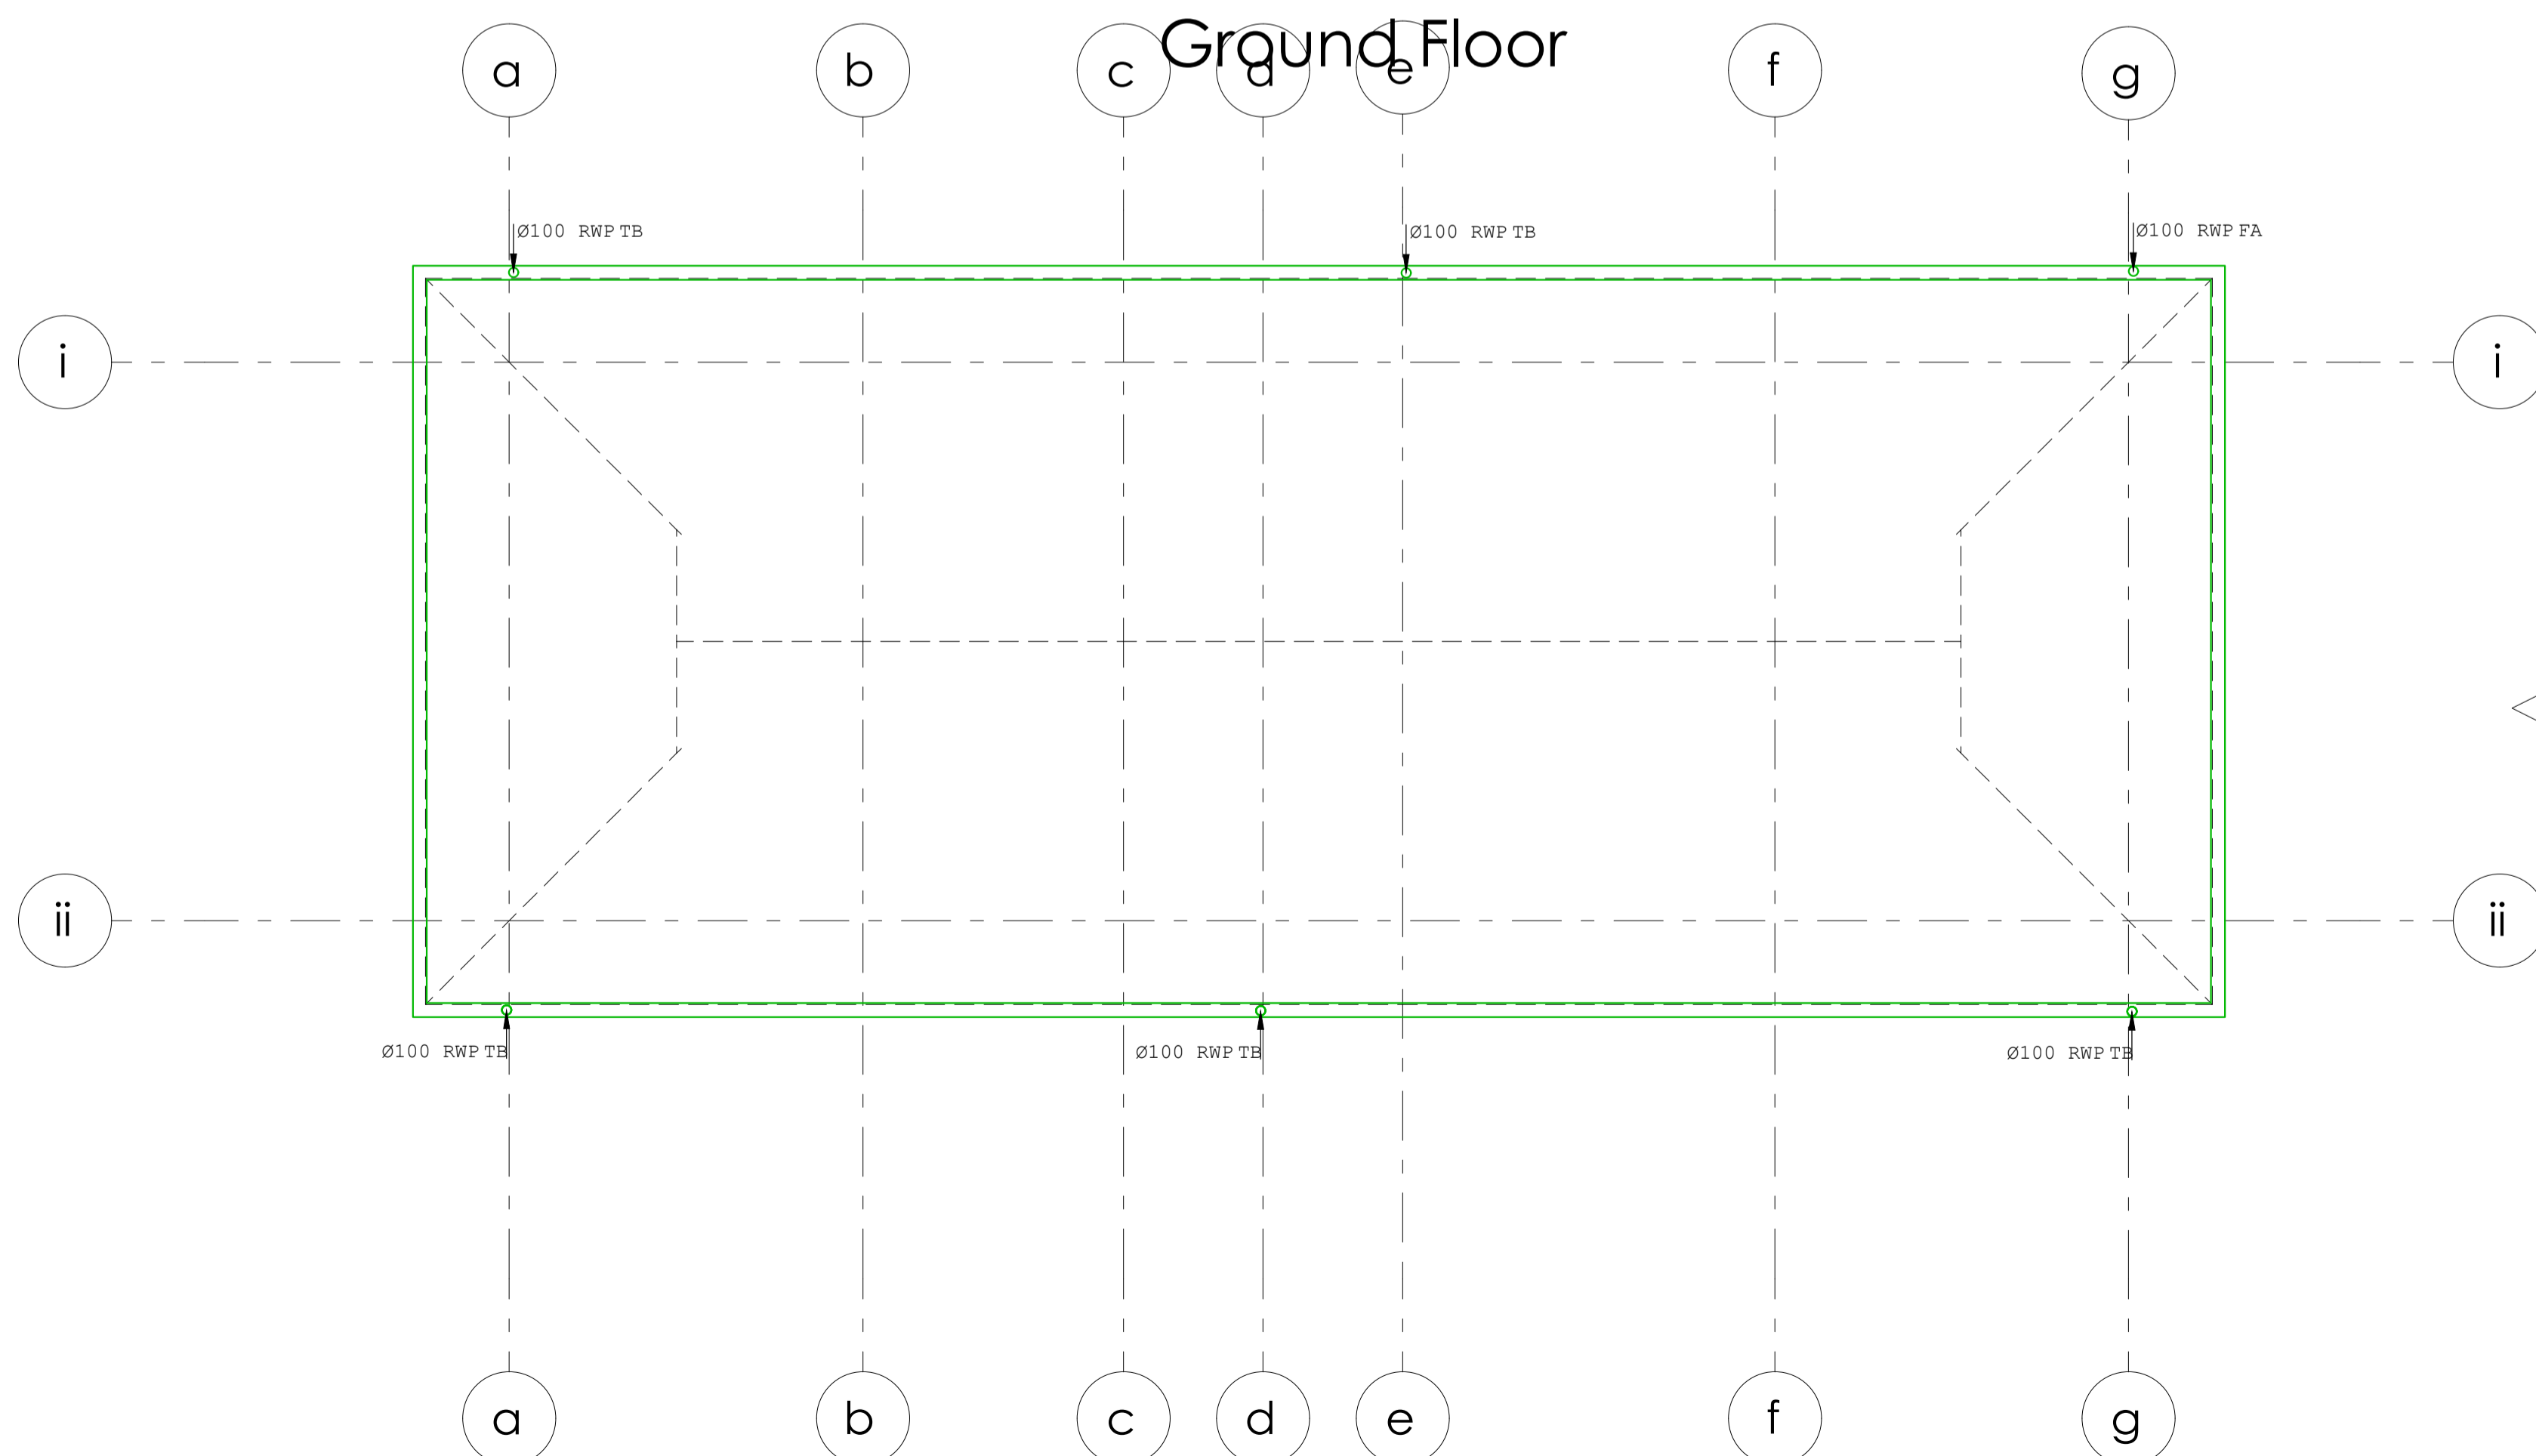 Ground Floor
a b c d e f g
Ø100 RWP TB Ø100 RWP TB Ø100 RWP FA
i i
ii ii
Ø100 RWP TB Ø100 RWP TB Ø100 RWP TB
a b c d e f g